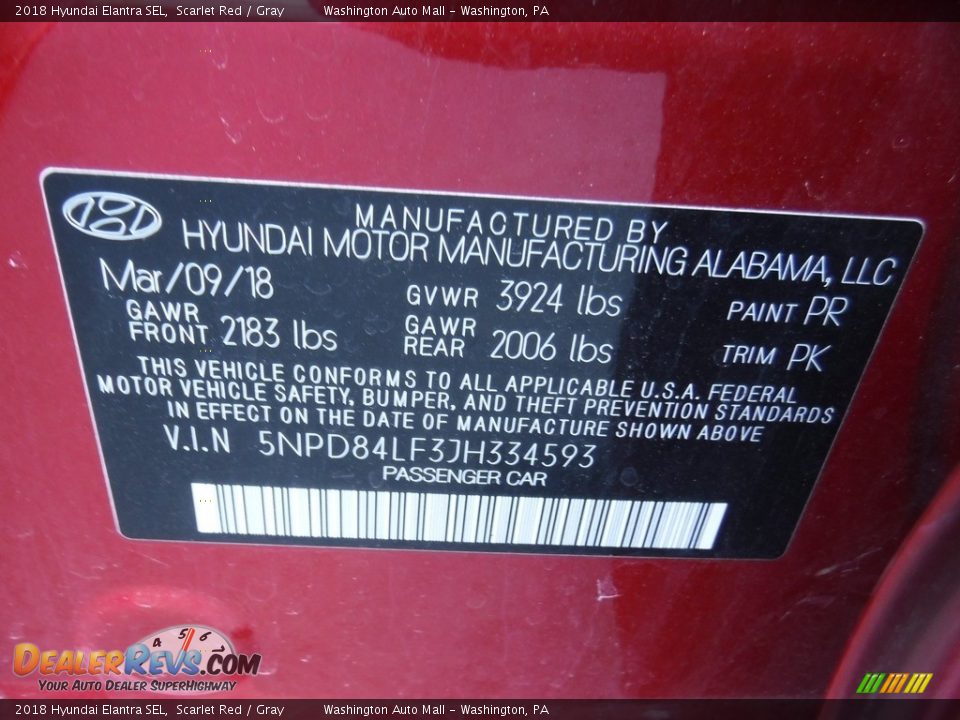 2018 Hyundai Elantra SEL, Scarlet Red / Gray Washington Auto Mall - Washington, PA
MANUFACTURED BY
HYUNDAI MOTOR MANUFACTURING ALABAMA, LLC
Mar/09/18 GVWR 3924 lbs PAINT PR
GAWR FRONT 2183 lbs GAWR REAR 2006 lbs TRIM PK
THIS VEHICLE CONFORMS TO ALL APPLICABLE U.S.A. FEDERAL
MOTOR VEHICLE SAFETY, BUMPER, AND THEFT PREVENTION STANDARDS
IN EFFECT ON THE DATE OF MANUFACTURE SHOWN ABOVE
V.I.N 5NPD84LF3JH334593
PASSENGER CAR
4 5 6 7
DEALERREVS.COM
YOUR AUTO DEALER SUPERHIGHWAY
2018 Hyundai Elantra SEL, Scarlet Red / Gray Washington Auto Mall - Washington, PA